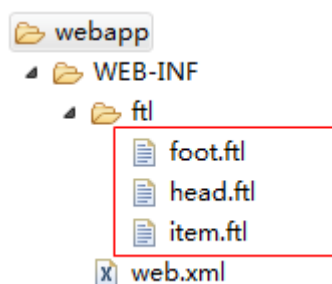 webapp
WEB-INF
ftl
foot.ftl
head.ftl
item.ftl
X web.xml